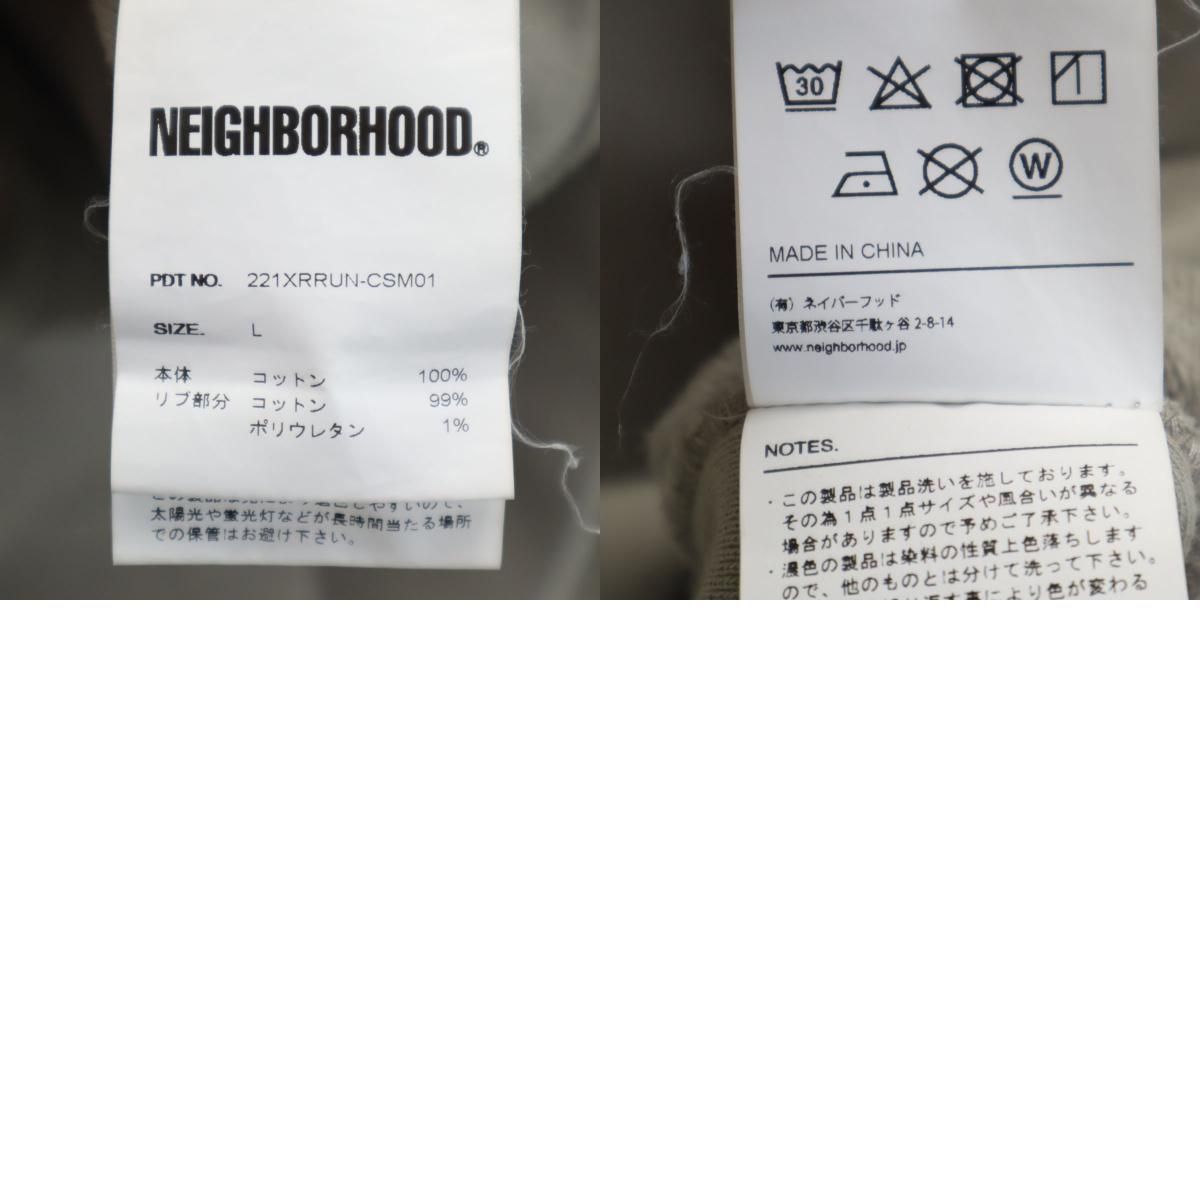 NEIGHBORHOOD®
PDT NO. 221XRRUN-CSM01
SIZE. L
本体 コットン 100%
リブ部分 コットン 99%
ポリウレタン 1%
太陽光や蛍光灯などが長時間当たる場所
での保管はお避け下さい。
30
W
MADE IN CHINA
(有) ネイバーフッド
東京都渋谷区千駄ヶ谷 2-8-14
www.neighborhood.jp
NOTES.
・この製品は製品洗いを施しております。
その為1点1点サイズや風合いが異なる
場合がありますので予めご了承下さい。
・濃色の製品は染料の性質上色落ちします
ので、他のものとは分けて洗って下さい。
により色が変わる